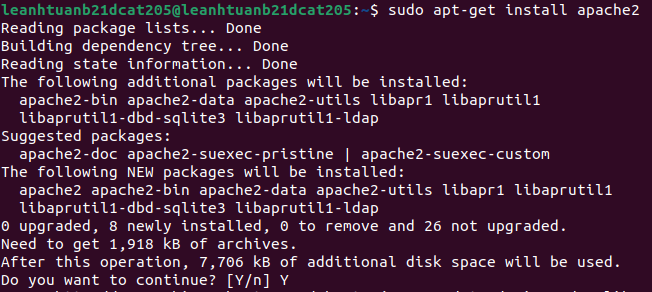 leanhtuanb21dcat205@leanhtuanb21dcat205:~$ sudo apt-get install apache2
Reading package lists... Done
Building dependency tree... Done
Reading state information... Done
The following additional packages will be installed:
  apache2-bin apache2-data apache2-utils libapr1 libaprutil1
  libaprutil1-dbd-sqlite3 libaprutil1-ldap
Suggested packages:
  apache2-doc apache2-suexec-pristine | apache2-suexec-custom
The following NEW packages will be installed:
  apache2 apache2-bin apache2-data apache2-utils libapr1 libaprutil1
  libaprutil1-dbd-sqlite3 libaprutil1-ldap
0 upgraded, 8 newly installed, 0 to remove and 26 not upgraded.
Need to get 1,918 kB of archives.
After this operation, 7,706 kB of additional disk space will be used.
Do you want to continue? [Y/n] Y